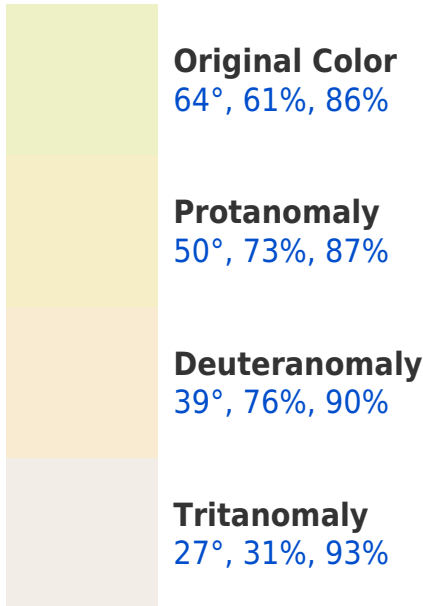 Original Color
64°, 61%, 86%
Protanomaly
50°, 73%, 87%
Deuteranomaly
39°, 76%, 90%
Tritanomaly
27°, 31%, 93%